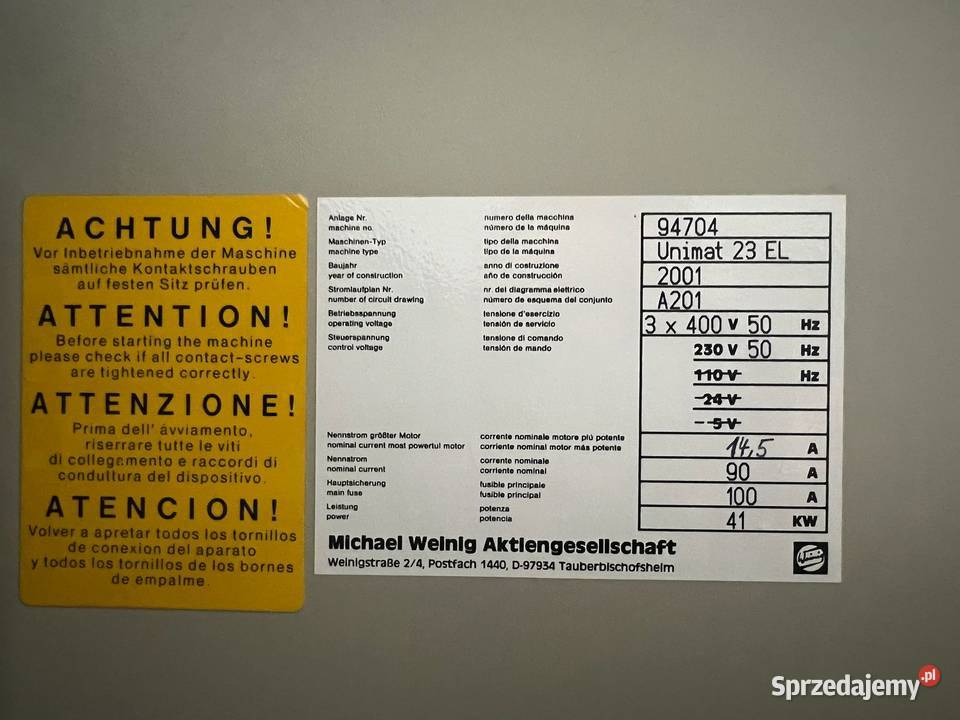 ACHTUNG!
Vor Inbetriebnahme der Maschine
sämtliche Kontaktschrauben
auf festen Sitz prüfen.
ATTENTION!
Before starting the machine
please check if all contact-screws
are tightened correctly.
ATTENZIONE!
Prima dell' avviamento,
riserrare tutte le viti
di collegamento e raccordi di
conduttura del dispositivo.
ATENCION!
Volver a apretar todos los tornillos
de conexion del aparato
y todos los tornillos de los bornes
de empalme.
Anlage Nr. numero della macchina 94704
machine no. número de la máquina
Maschinen-Typ tipo della macchina Unimat 23 EL
machine type tipo de la máquina
Baujahr anno di costruzione 2001
year of construction año de construcción
Stromlaufplan Nr. nr. del diagramma elettrico A201
number of circuit drawing número de esquema del conjunto
Betriebsspannung tensione d'esercizio 3 x 400 V 50 Hz
operating voltage tensión de servicio
Steuerspannung tensione di comando 230 V 50 Hz
control voltage tensión de mando
110 V Hz
24 V
5 V
Nennstrom größter Motor corrente nominale motore più potente 14,5 A
nominal current most powertul motor corriente nominal motor más potente
Nennstrom corrente nominale 90 A
nominal current corriente nominal
Hauptsicherung fusibile principale 100 A
main fuse fusible principal
Leistung potenza 41 KW
power potencia
Michael Weinig Aktiengesellschaft
Weinigstraße 2/4, Postfach 1440, D-97934 Tauberbischofsheim
Sprzedajemy.pl